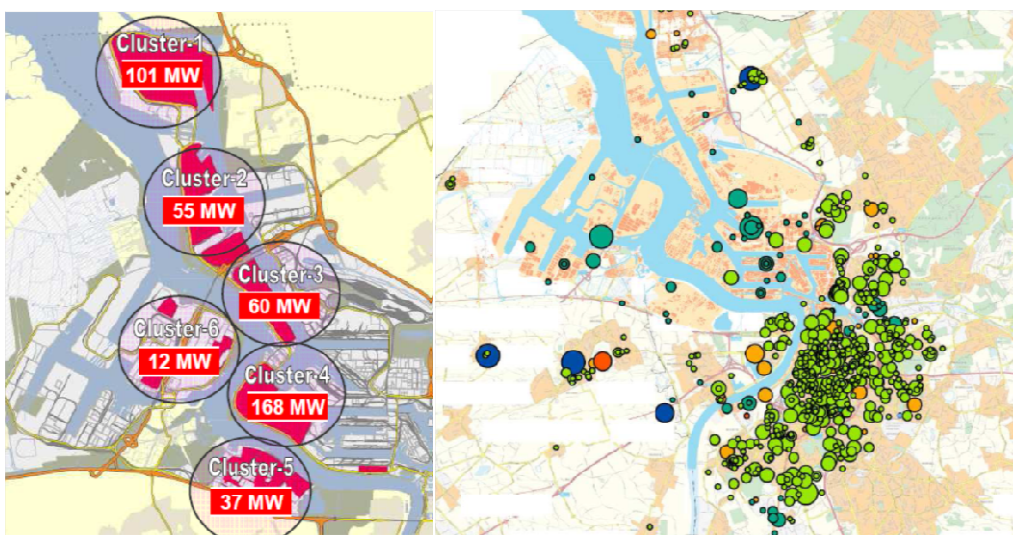 Cluster-1
101 MW
Cluster-2
55 MW
Cluster-3
60 MW
Cluster-6
12 MW
Cluster-4
168 MW
Cluster-5
37 MW